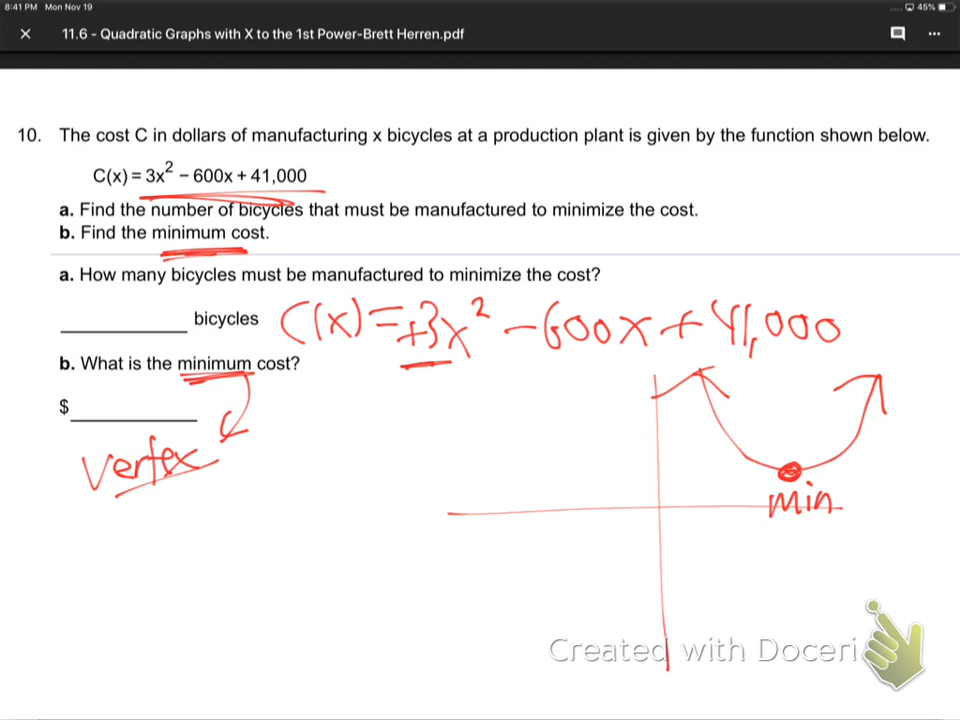 8:41 PM Mon Nov 19 45%
11.6 - Quadratic Graphs with X to the 1st Power-Brett Herren.pdf
10. The cost C in dollars of manufacturing x bicycles at a production plant is given by the function shown below.
C(x) = 3x² − 600x + 41,000
a. Find the number of bicycles that must be manufactured to minimize the cost.
b. Find the minimum cost.
a. How many bicycles must be manufactured to minimize the cost?
bicycles C(x) = +3x² − 600x + 41,000
b. What is the minimum cost?
$
vertex
min
Created with Doceri